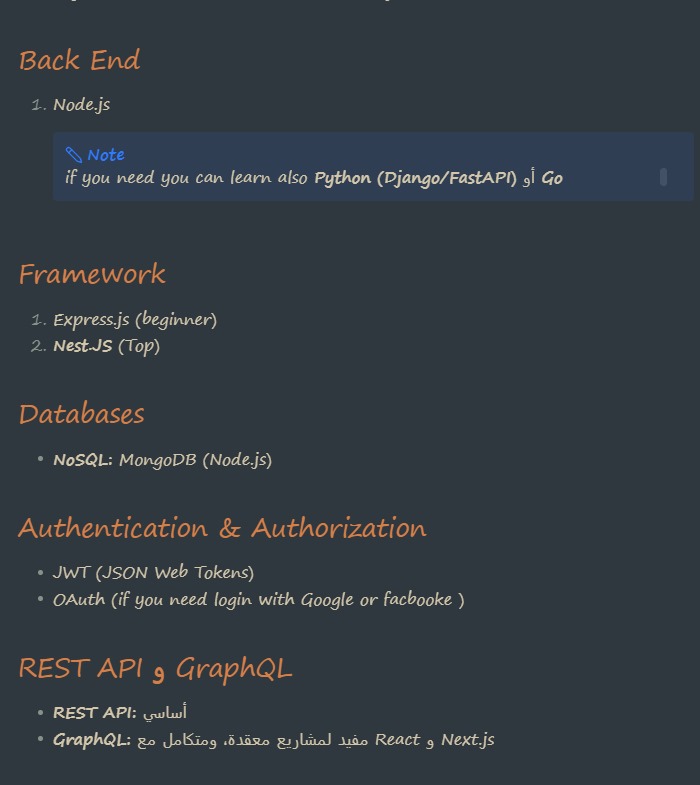 Back End
1. Node.js
Note
if you need you can learn also Python (Django/FastAPI) أو Go
Framework
1. Express.js (beginner)
2. Nest.JS (Top)
Databases
• NoSQL: MongoDB (Node.js)
Authentication & Authorization
• JWT (JSON Web Tokens)
• OAuth (if you need login with Google or facbooke )
REST API و GraphQL
• REST API: أساسي
• GraphQL: مفيد لمشاريع معقدة، ومتكامل مع React و Next.js